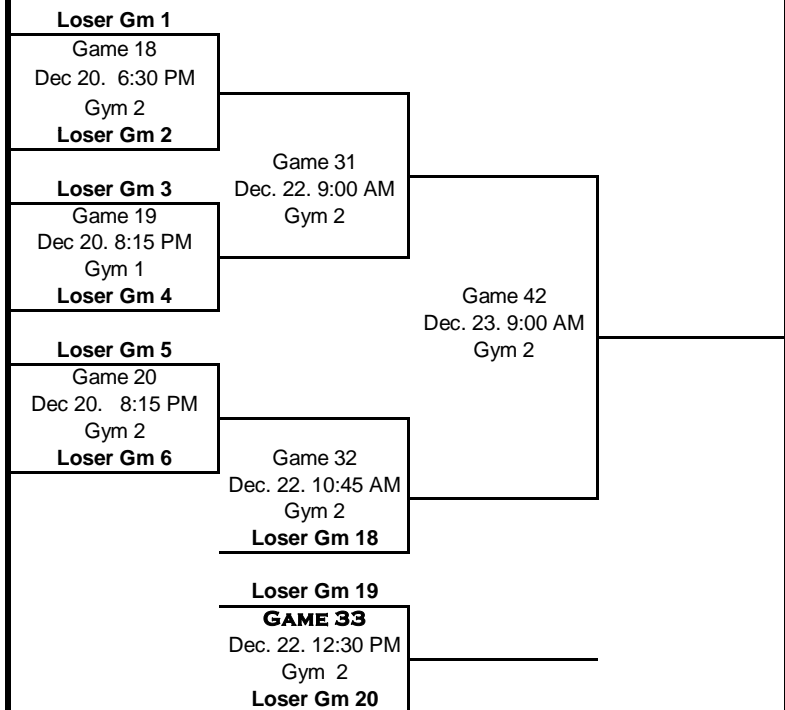 Loser Gm 1
Game 18
Dec 20.  6:30 PM
Gym 2
Loser Gm 2
Loser Gm 3
Game 19
Dec 20. 8:15 PM
Gym 1
Loser Gm 4
Loser Gm 5
Game 20
Dec 20.   8:15 PM
Gym 2
Loser Gm 6
Game 31
Dec. 22. 9:00 AM
Gym 2
Game 32
Dec. 22. 10:45 AM
Gym 2
Loser Gm 18
Loser Gm 19
GAME 33
Dec. 22. 12:30 PM
Gym  2
Loser Gm 20
Game 42
Dec. 23. 9:00 AM
Gym 2